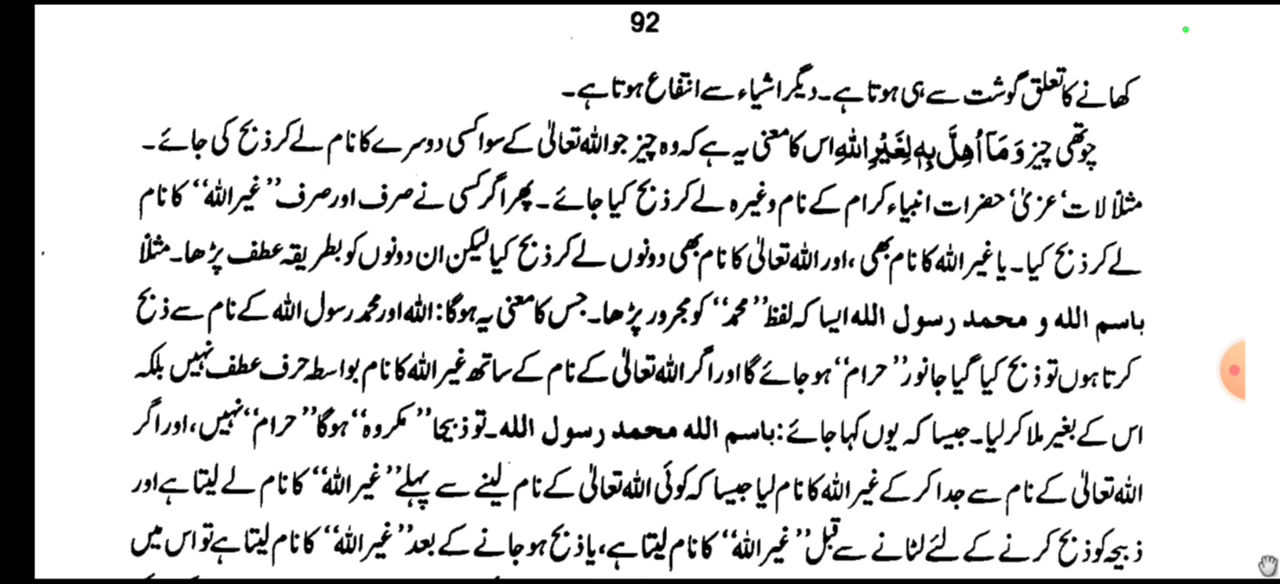 92
کھانے کا تعلق گوشت سے ہی ہوتا ہے۔ دیگر اشیاء سے انتفاع ہوتا ہے۔
چوتھی چیز وَمَآ اُهِلَّ بِهٖ لِغَيْرِ اللهِ اس کا معنی یہ ہے کہ وہ چیز جو اللہ تعالیٰ کے سوا کسی دوسرے کا نام لے کر ذبح کی جائے۔
مثلاً لات‘ عزیٰ‘ حضرات انبیاء کرام کے نام وغیرہ لے کر ذبح کیا جائے۔ پھر اگر کسی نے صرف اور صرف ’’غیر اللہ‘‘ کا نام
لے کر ذبح کیا۔ یا غیر اللہ کا نام بھی، اور اللہ تعالیٰ کا نام بھی دونوں لے کر ذبح کیا لیکن ان دونوں کو بطریقہ عطف پڑھا۔ مثلاً
باسم الله و محمد رسول الله ایسا کہ لفظ ’’محمد‘‘ کو مجرور پڑھا۔ جس کا معنی یہ ہوگا: اللہ اور محمد رسول اللہ کے نام سے ذبح
کرتا ہوں تو ذبح کیا گیا جانور ’’حرام‘‘ ہو جائے گا اور اگر اللہ تعالیٰ کے نام کے ساتھ غیر اللہ کا نام بواسطہ حرف عطف نہیں بلکہ
اس کے بغیر ملا کر لیا۔ جیسا کہ یوں کہا جائے: باسم الله محمد رسول الله۔ تو ذبیحا ’’مکروہ‘‘ ہوگا ’’حرام‘‘ نہیں، اور اگر
اللہ تعالیٰ کے نام سے جدا کر کے غیر اللہ کا نام لیا جیسا کہ کوئی اللہ تعالیٰ کے نام لینے سے پہلے ’’غیر اللہ‘‘ کا نام لے لیتا ہے اور
ذبیحہ کو ذبح کرنے کے لئے لٹانے سے قبل ’’غیر اللہ‘‘ کا نام لیتا ہے، یا ذبح ہو جانے کے بعد ’’غیر اللہ‘‘ کا نام لیتا ہے تو اس میں